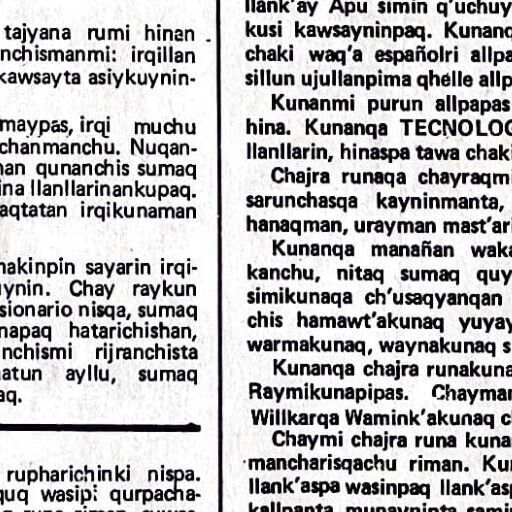 tajyana rumi hinan
nchismanmi: irqillan
kawsayta asiykuynin-
maypas, irqi muchu
chanmanchu. Nuqan-
nan qunanchis sumaq
ina llanllarinankupaq.
aqtatan irqikunaman
nakinpin sayarin irqi-
uynin. Chay raykun
sionario nisqa, sumaq
napaq hatarichishan,
nchismi rijranchista
atun ayllu, sumaq
aq.
rupharichinki nispa.
quq wasip: qurpacha-
llank'ay Apu simin q'uchuy
kusi kawsayninpaq. Kunanq
chaki waq'a españolri allpa
sillun ujullanpima qhelle allp
Kunanmi purun allpapas
hina. Kunanqa TECNOLOG
llanllarin, hinaspa tawa chaki
Chajra runaqa chayraqmi
sarunchasqa kayninmanta,
hanaqman, urayman mast'ari
Kunanqa manañan waka
kanchu, nitaq sumaq quy
simikunaqa ch'usaqyanqan
chis hamawt'akunaq yuyay
warmakunaq, waynakunaq s
Kunanqa chajra runakuna
Raymikunapipas. Chayman
Willkarqa Wamink'akunaq c
Chaymi chajra runa kuna
mancharisqachu riman. Kun
llank'aspa wasinpaq llank'asp